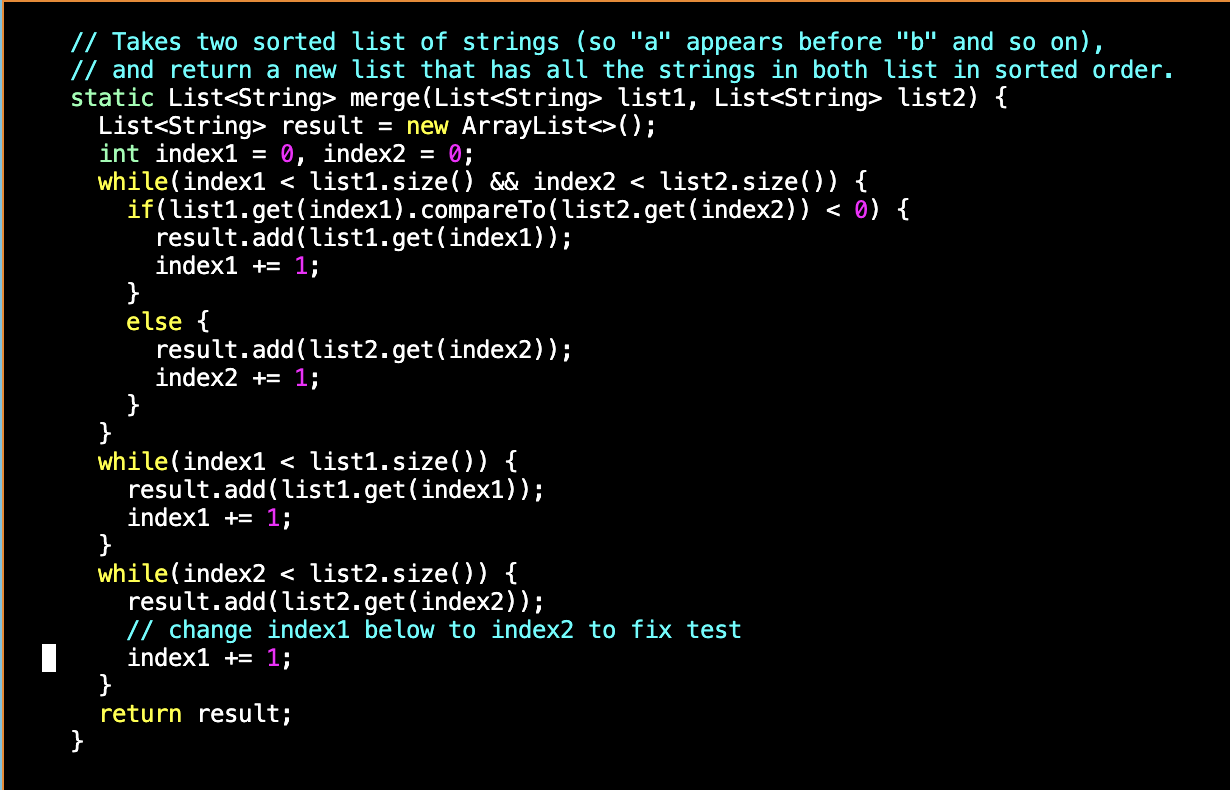 // Takes two sorted list of strings (so "a" appears before "b" and so on),
// and return a new list that has all the strings in both list in sorted order.
static List<String> merge(List<String> list1, List<String> list2) {
  List<String> result = new ArrayList<>();
  int index1 = 0, index2 = 0;
  while(index1 < list1.size() && index2 < list2.size()) {
    if(list1.get(index1).compareTo(list2.get(index2)) < 0) {
      result.add(list1.get(index1));
      index1 += 1;
    }
    else {
      result.add(list2.get(index2));
      index2 += 1;
    }
  }
  while(index1 < list1.size()) {
    result.add(list1.get(index1));
    index1 += 1;
  }
  while(index2 < list2.size()) {
    result.add(list2.get(index2));
    // change index1 below to index2 to fix test
    index1 += 1;
  }
  return result;
}